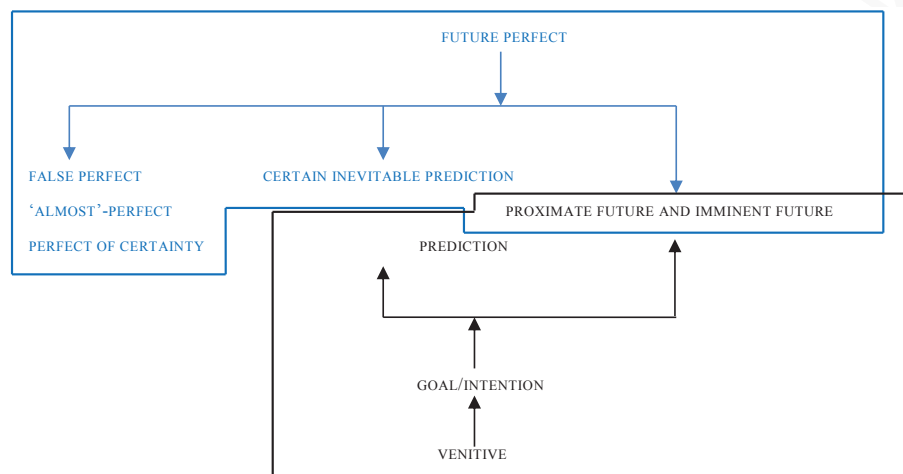 FUTURE PERFECT
FALSE PERFECT
CERTAIN INEVITABLE PREDICTION
‘ALMOST’-PERFECT
PROXIMATE FUTURE AND IMMINENT FUTURE
PERFECT OF CERTAINTY
PREDICTION
GOAL/INTENTION
VENITIVE